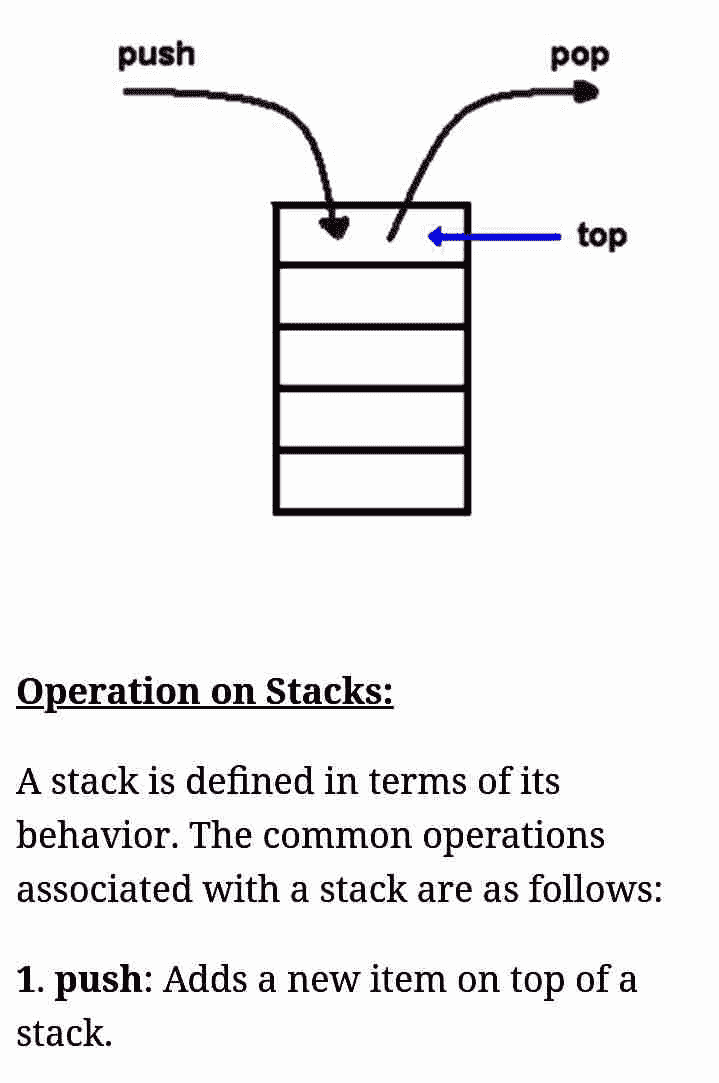 push
pop
top
Operation on Stacks:
A stack is defined in terms of its
behavior. The common operations
associated with a stack are as follows:
1. push: Adds a new item on top of a
stack.